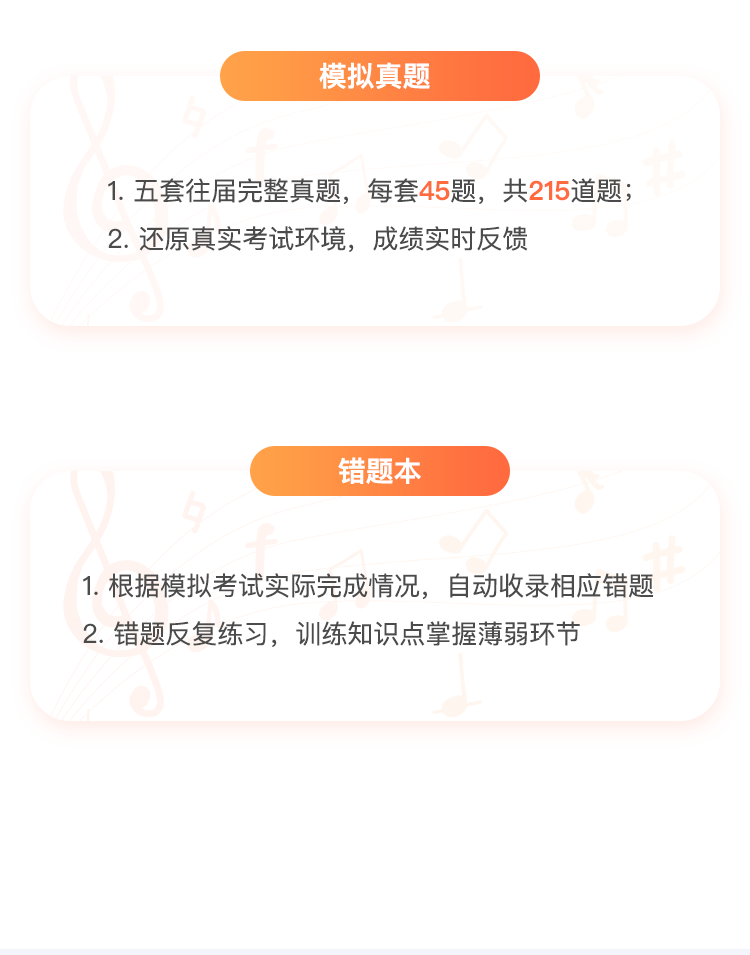 模拟真题
1. 五套往届完整真题，每套45题，共215道题；
2. 还原真实考试环境，成绩实时反馈
错题本
1. 根据模拟考试实际完成情况，自动收录相应错题
2. 错题反复练习，训练知识点掌握薄弱环节